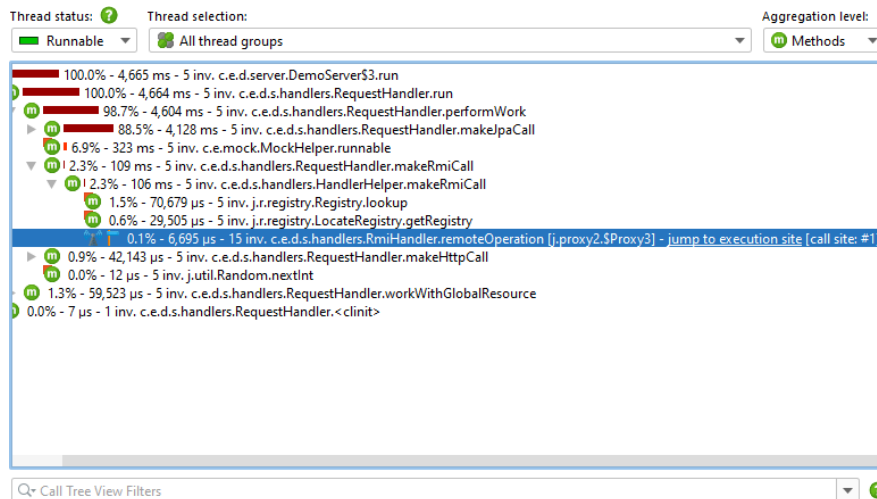 Thread status: ?
Thread selection:
Aggregation level:
Runnable
All thread groups
m Methods
100.0% - 4,665 ms - 5 inv. c.e.d.server.DemoServer$3.run
100.0% - 4,664 ms - 5 inv. c.e.d.s.handlers.RequestHandler.run
m 98.7% - 4,604 ms - 5 inv. c.e.d.s.handlers.RequestHandler.performWork
m 88.5% - 4,128 ms - 5 inv. c.e.d.s.handlers.RequestHandler.makeJpaCall
m 6.9% - 323 ms - 5 inv. c.e.mock.MockHelper.runnable
m 2.3% - 109 ms - 5 inv. c.e.d.s.handlers.RequestHandler.makeRmiCall
m 2.3% - 106 ms - 5 inv. c.e.d.s.handlers.HandlerHelper.makeRmiCall
m 1.5% - 70,679 µs - 5 inv. j.r.registry.Registry.lookup
m 0.6% - 29,505 µs - 5 inv. j.r.registry.LocateRegistry.getRegistry
0.1% - 6,695 µs - 15 inv. c.e.d.s.handlers.RmiHandler.remoteOperation [j.proxy2.$Proxy3] - jump to execution site [call site: #1
m 0.9% - 42,143 µs - 5 inv. c.e.d.s.handlers.RequestHandler.makeHttpCall
m 0.0% - 12 µs - 5 inv. j.util.Random.nextInt
m 1.3% - 59,523 µs - 5 inv. c.e.d.s.handlers.RequestHandler.workWithGlobalResource
0.0% - 7 µs - 1 inv. c.e.d.s.handlers.RequestHandler.<clinit>
Call Tree View Filters